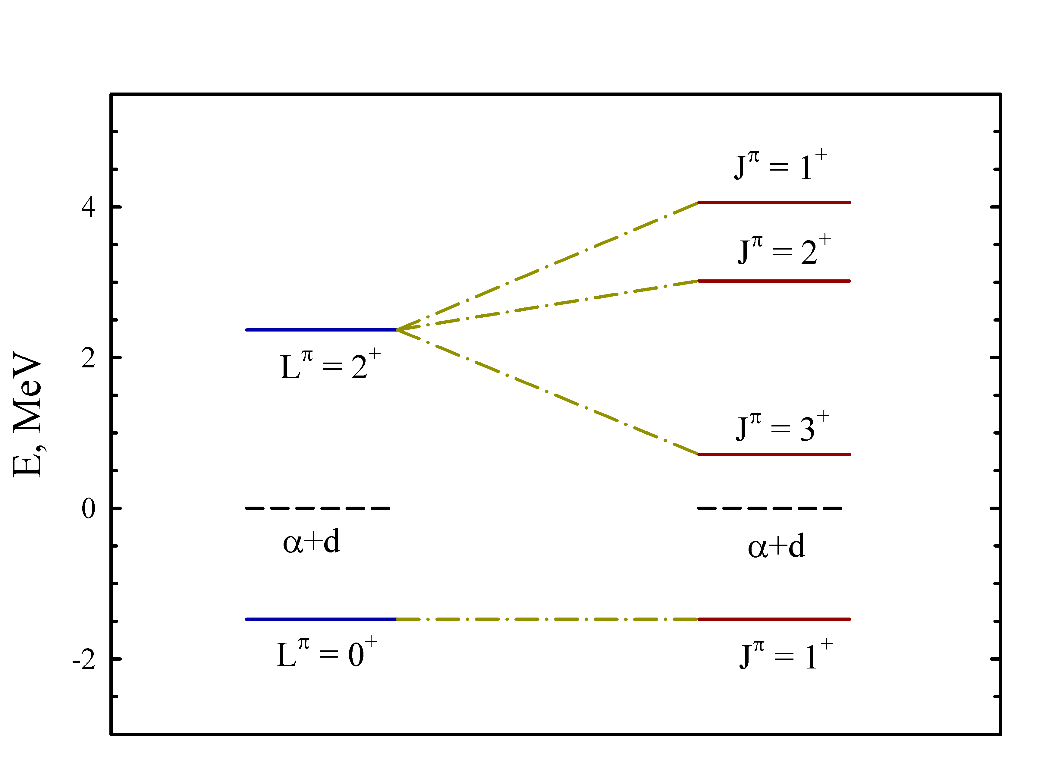 J^π = 1^+
4
J^π = 2^+
2
L^π = 2^+
J^π = 3^+
E, MeV
0
α+d
α+d
-2
L^π = 0^+
J^π = 1^+